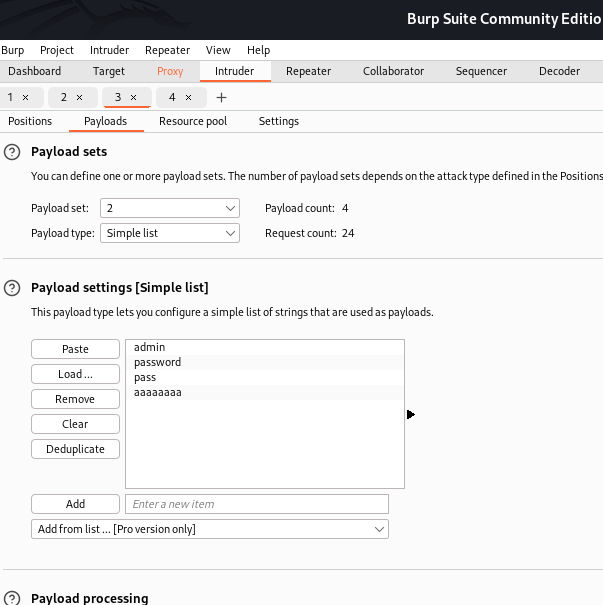 Burp Suite Community Editio
Burp Project Intruder Repeater View Help
Dashboard Target Proxy Intruder Repeater Collaborator Sequencer Decoder
1 × 2 × 3 × 4 × +
Positions Payloads Resource pool Settings
? Payload sets
You can define one or more payload sets. The number of payload sets depends on the attack type defined in the Positions
Payload set: 2 Payload count: 4
Payload type: Simple list Request count: 24
? Payload settings [Simple list]
This payload type lets you configure a simple list of strings that are used as payloads.
Paste admin
password
Load ... pass
Remove aaaaaaaa
Clear
Deduplicate
Add Enter a new item
Add from list ... [Pro version only]
? Payload processing